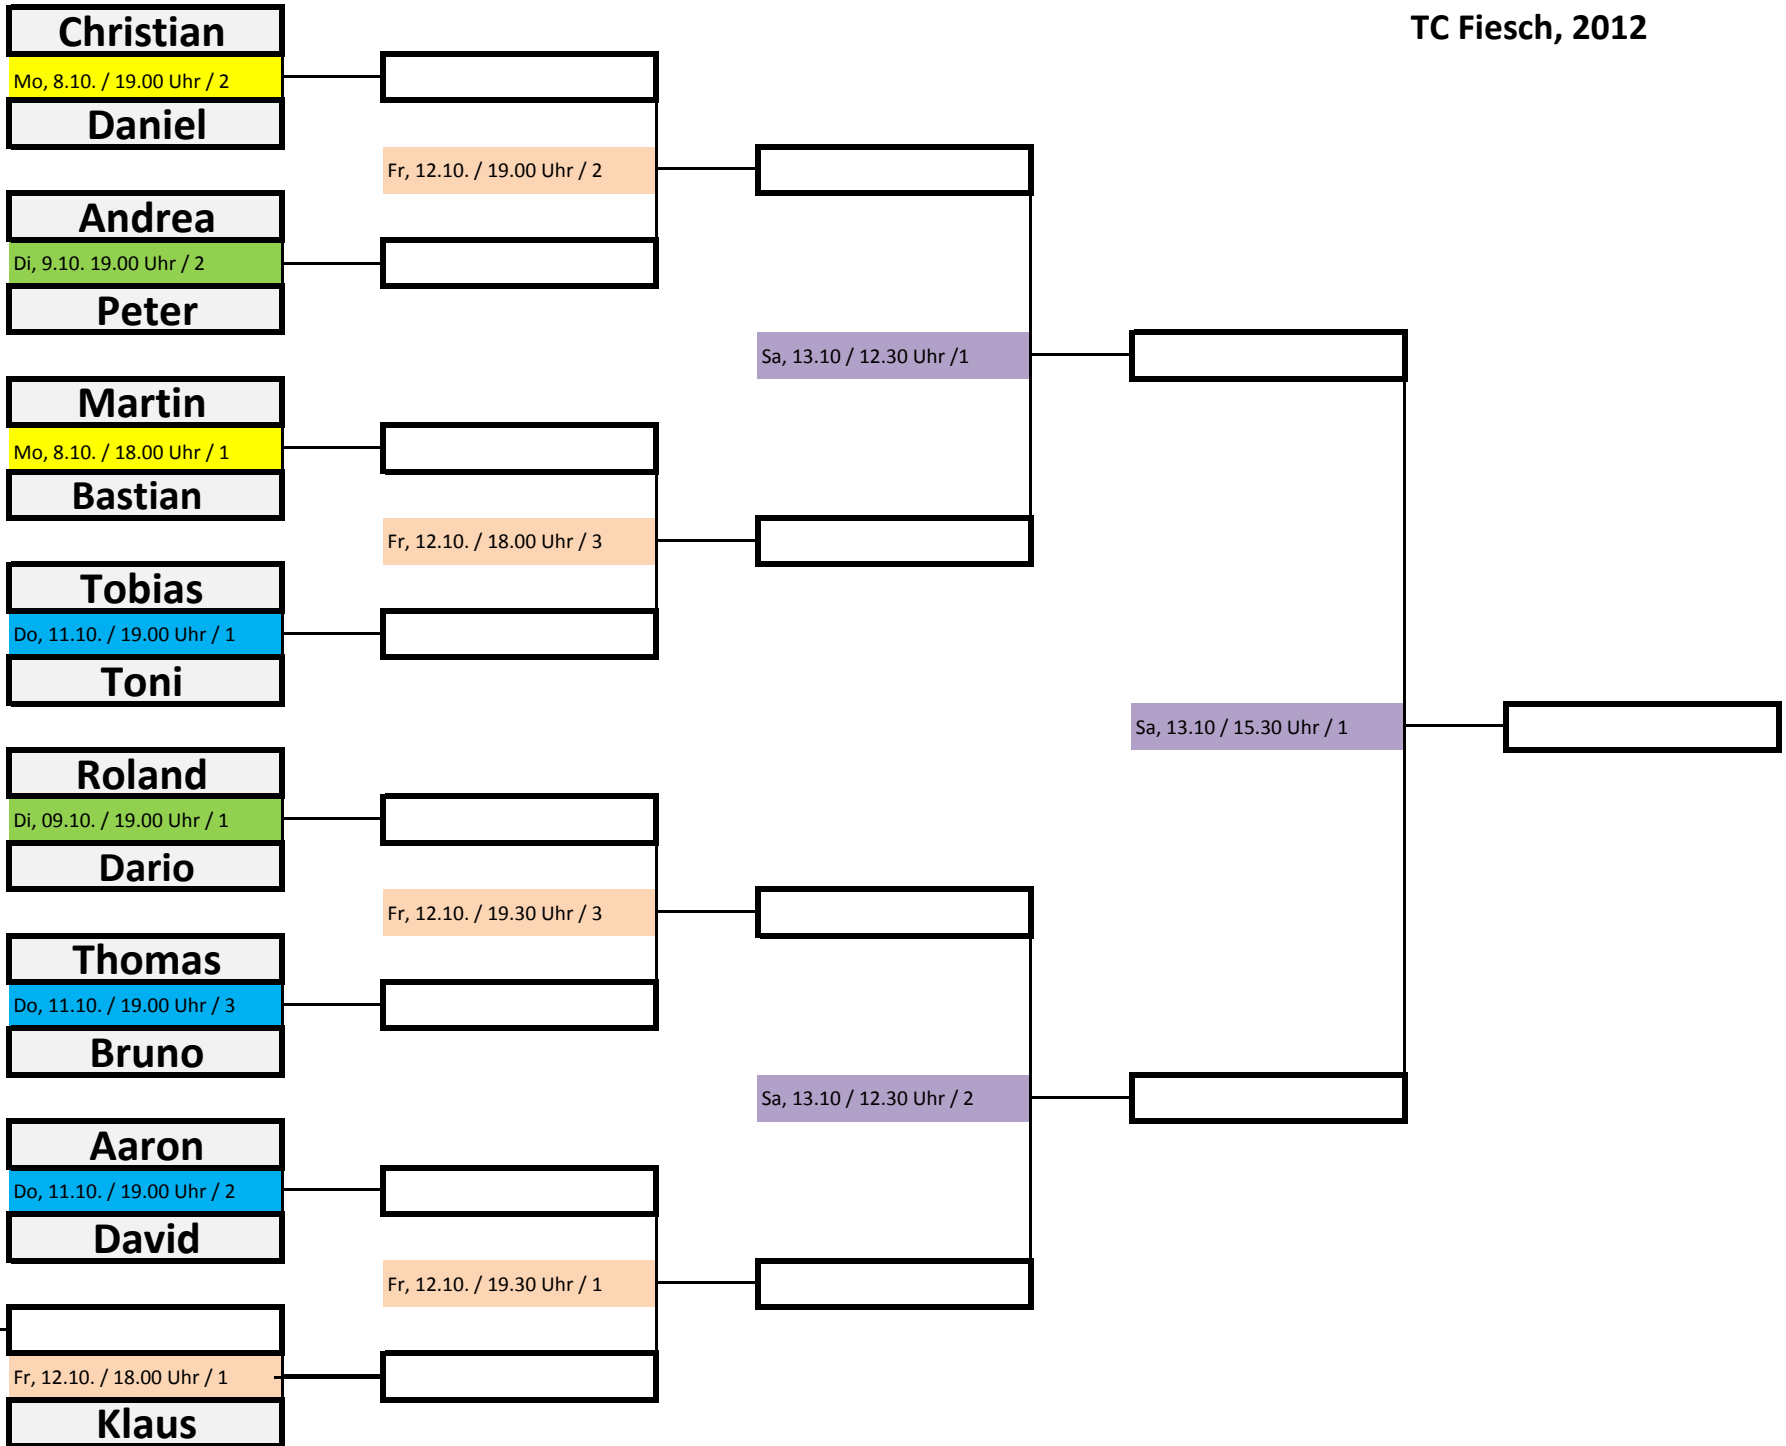 TC Fiesch, 2012
Christian
Mo, 8.10. / 19.00 Uhr / 2
Daniel
Fr, 12.10. / 19.00 Uhr / 2
Andrea
Di, 9.10. 19.00 Uhr / 2
Peter
Sa, 13.10 / 12.30 Uhr /1
Martin
Mo, 8.10. / 18.00 Uhr / 1
Bastian
Fr, 12.10. / 18.00 Uhr / 3
Tobias
Do, 11.10. / 19.00 Uhr / 1
Toni
Sa, 13.10 / 15.30 Uhr / 1
Roland
Di, 09.10. / 19.00 Uhr / 1
Dario
Fr, 12.10. / 19.30 Uhr / 3
Thomas
Do, 11.10. / 19.00 Uhr / 3
Bruno
Sa, 13.10 / 12.30 Uhr / 2
Aaron
Do, 11.10. / 19.00 Uhr / 2
David
Fr, 12.10. / 19.30 Uhr / 1
Fr, 12.10. / 18.00 Uhr / 1
Klaus